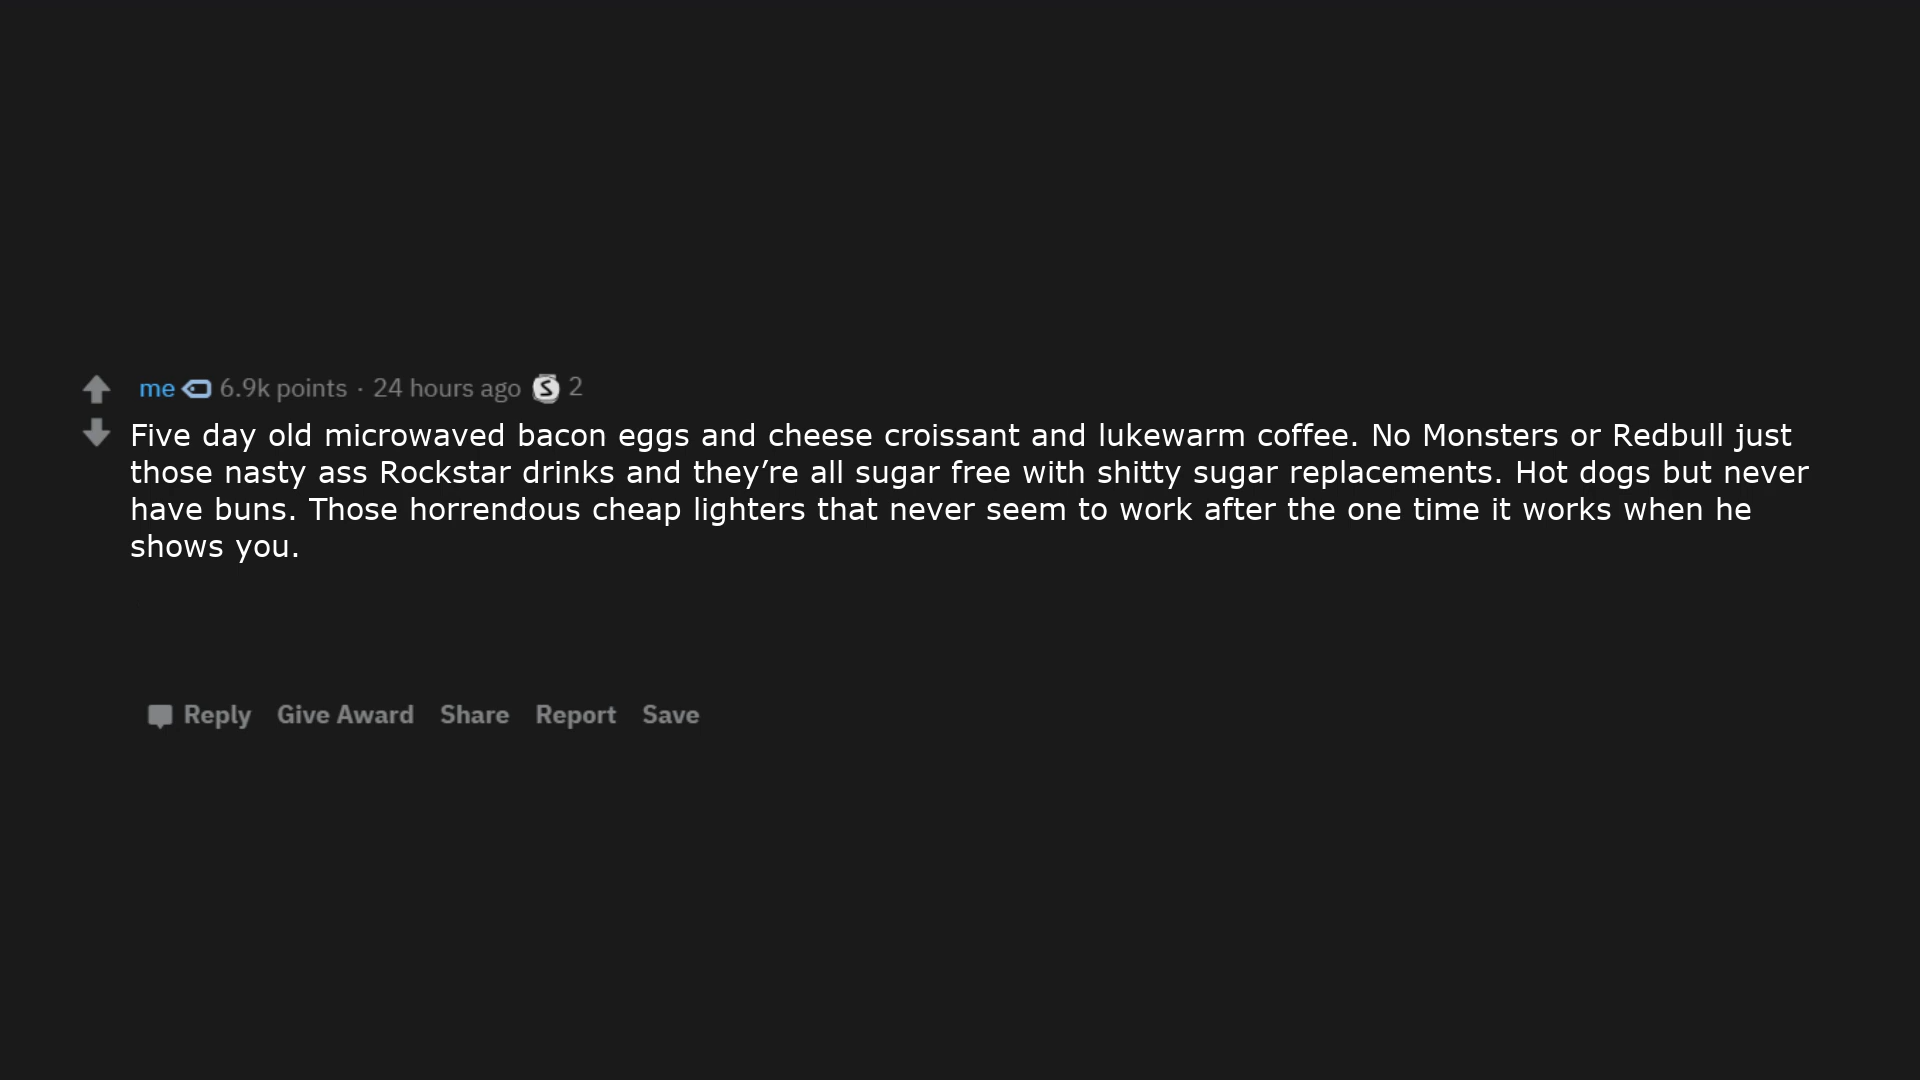 me 6.9k points · 24 hours ago S 2
Five day old microwaved bacon eggs and cheese croissant and lukewarm coffee. No Monsters or Redbull just
those nasty ass Rockstar drinks and they’re all sugar free with shitty sugar replacements. Hot dogs but never
have buns. Those horrendous cheap lighters that never seem to work after the one time it works when he
shows you.
Reply Give Award Share Report Save